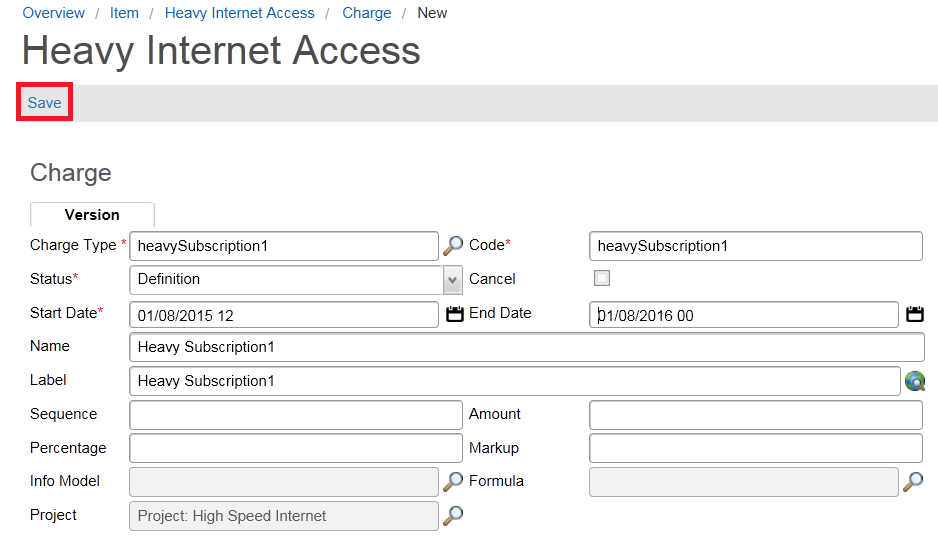 Overview / Item / Heavy Internet Access / Charge / New
Heavy Internet Access
Save
Charge
Version
Charge Type * heavySubscription1 Code* heavySubscription1
Status* Definition Cancel
Start Date* 01/08/2015 12 End Date 01/08/2016 00
Name Heavy Subscription1
Label Heavy Subscription1
Sequence Amount
Percentage Markup
Info Model Formula
Project Project: High Speed Internet